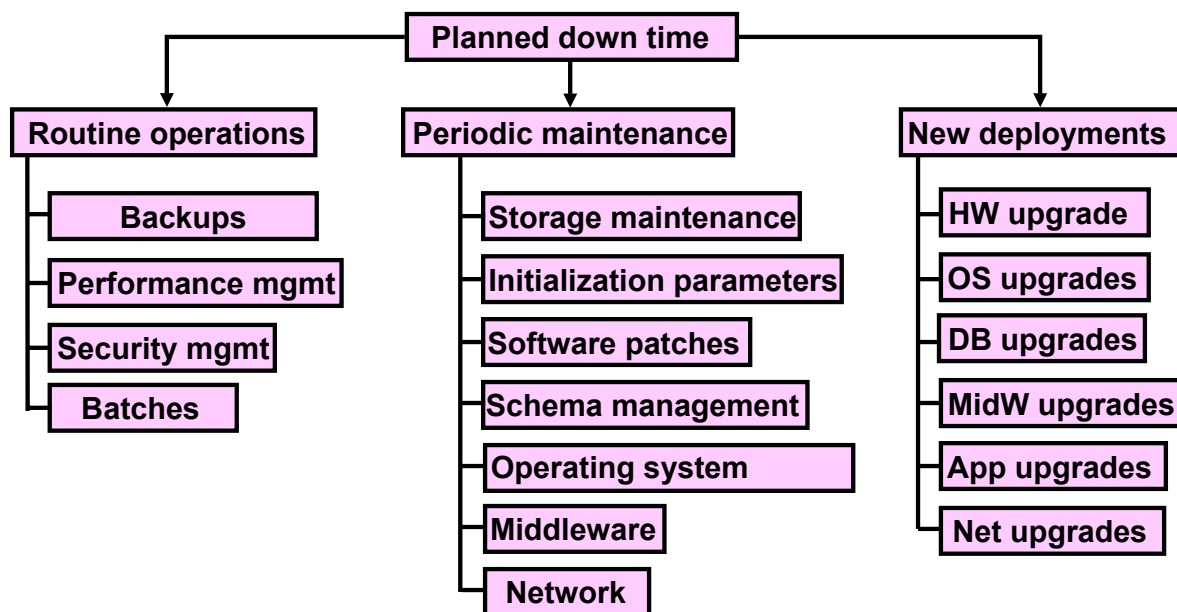 Planned down time
Routine operations
Backups
Performance mgmt
Security mgmt
Batches
Periodic maintenance
Storage maintenance
Initialization parameters
Software patches
Schema management
Operating system
Middleware
Network
New deployments
HW upgrade
OS upgrades
DB upgrades
MidW upgrades
App upgrades
Net upgrades